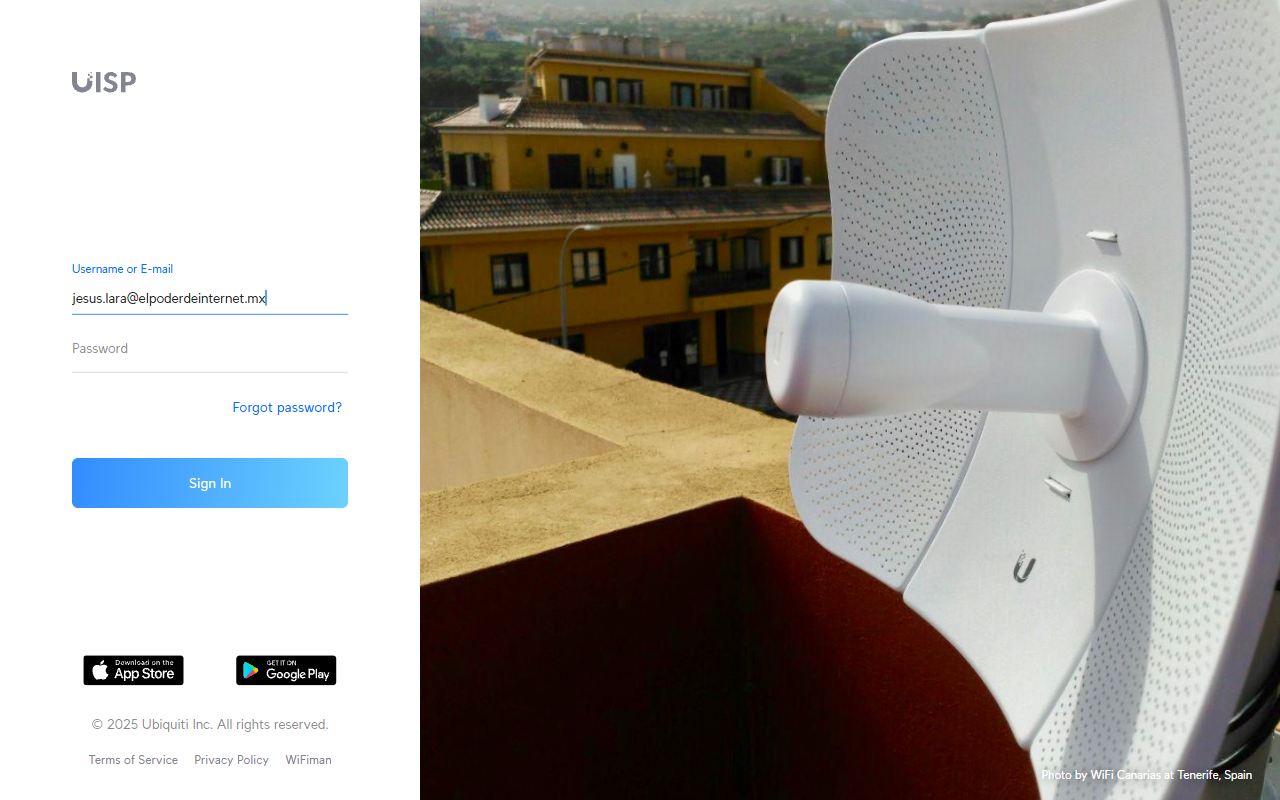 UISP
Username or E-mail
jesus.lara@elpoderdeinternet.mx
Password
Forgot password?
Sign In
Download on the
App Store
GET IT ON
Google Play
© 2025 Ubiquiti Inc. All rights reserved.
Terms of Service Privacy Policy WiFiman
Photo by WiFi Canarias at Tenerife, Spain